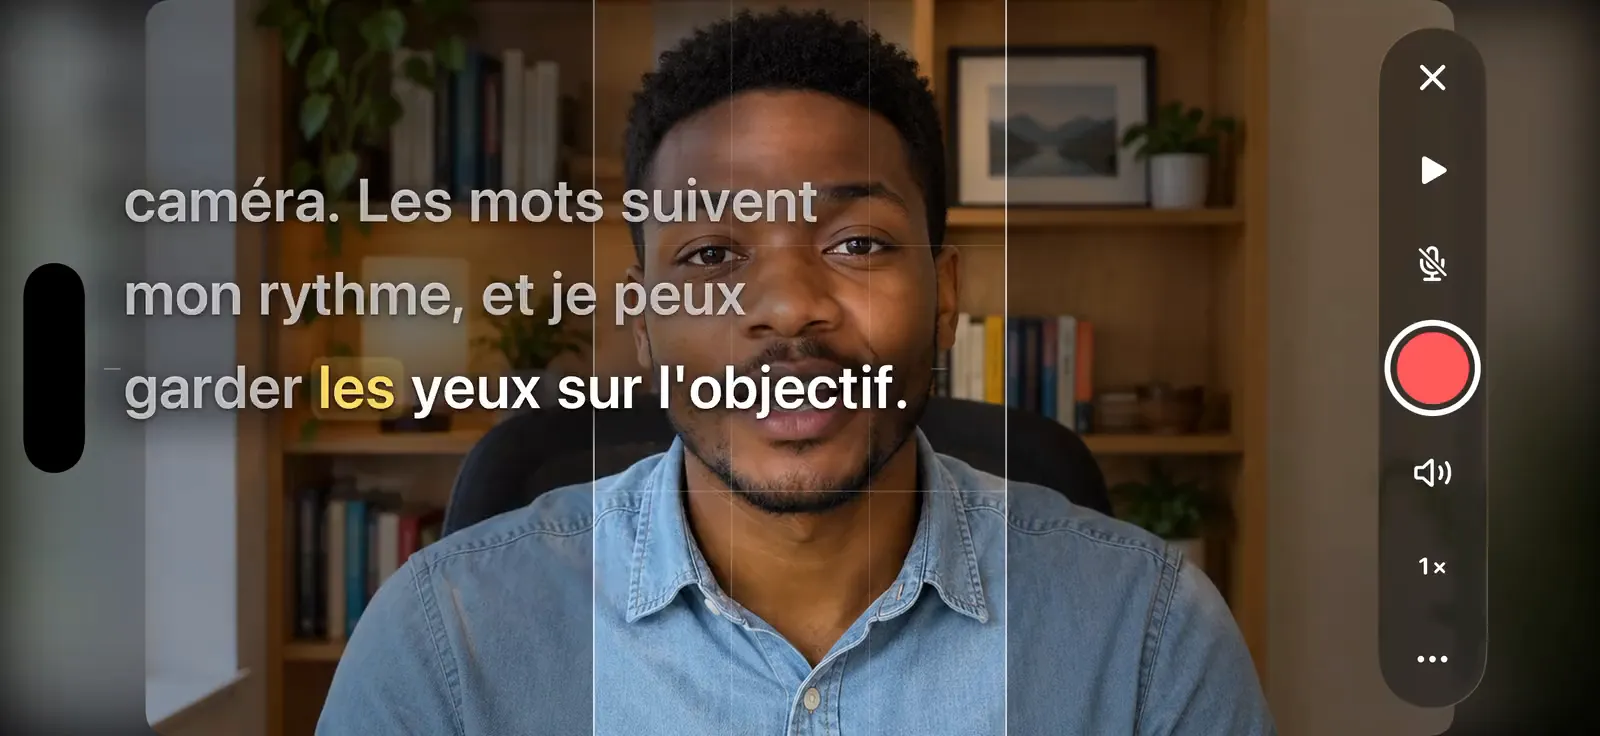 caméra. Les mots suivent
mon rythme, et je peux
garder les yeux sur l'objectif.
1×